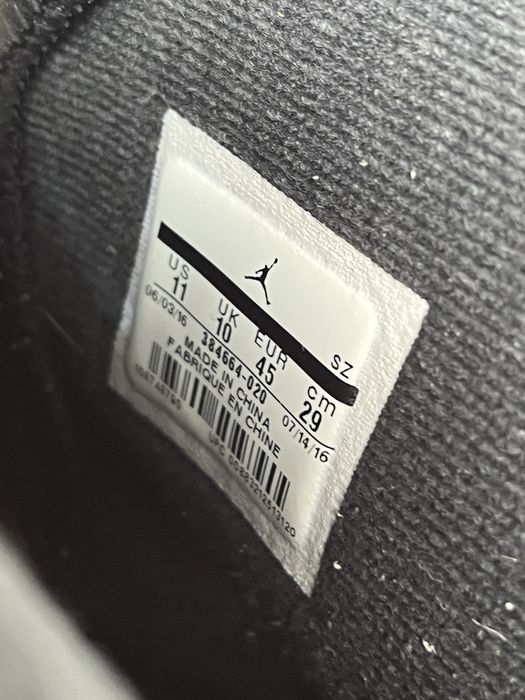 SZ
US UK EUR cm
11 10 45 29
06/03/16 07/14/16
384664-020
MADE IN CHINA
FABRIQUE EN CHINE
UPC